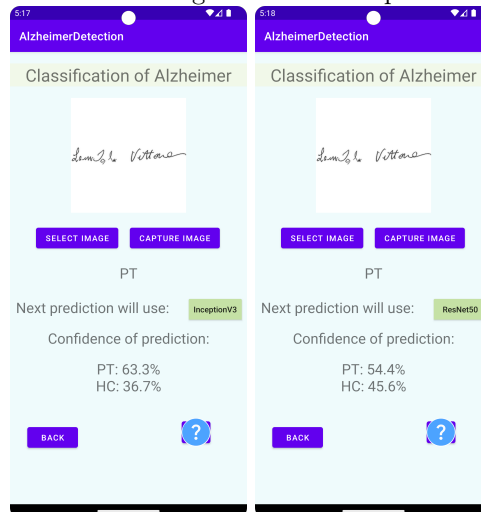 5:17
AlzheimerDetection
Classification of Alzheimer
SELECT IMAGE CAPTURE IMAGE
PT
Next prediction will use: InceptionV3
Confidence of prediction:
PT: 63.3%
HC: 36.7%
BACK ?
5:18
AlzheimerDetection
Classification of Alzheimer
SELECT IMAGE CAPTURE IMAGE
PT
Next prediction will use: ResNet50
Confidence of prediction:
PT: 54.4%
HC: 45.6%
BACK ?